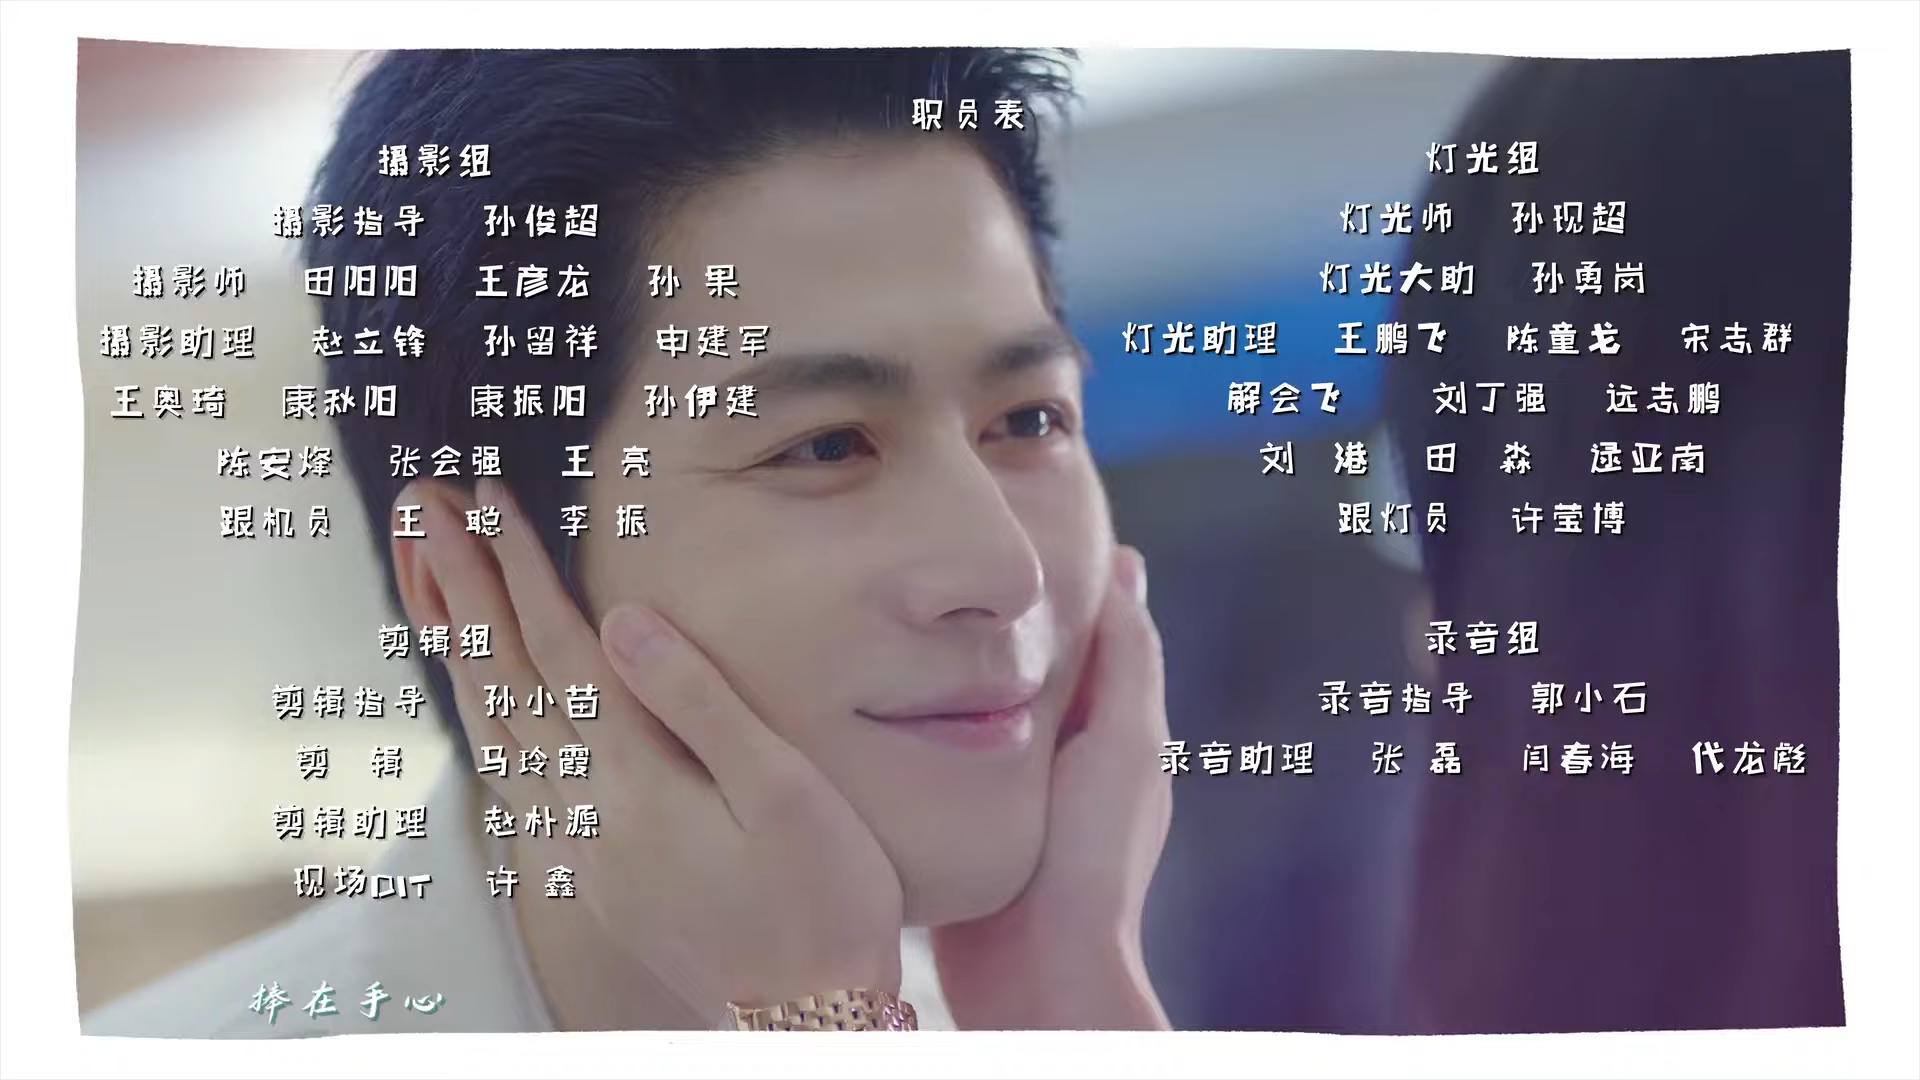 职员表
摄影组
摄影指导 孙俊超
摄影师 田阳阳 王彦龙 孙 果
摄影助理 赵立锋 孙留祥 申建军
王奥琦 康秋阳 康振阳 孙伊建
陈安烽 张会强 王 亮
跟机员 王 聪 李 振
剪辑组
剪辑指导 孙小苗
剪 辑 马玲霞
剪辑助理 赵朴源
现场DIT 许 鑫
灯光组
灯光师 孙现超
灯光大助 孙勇岗
灯光助理 王鹏飞 陈童戈 宋志群
解会飞 刘丁强 远志鹏
刘 港 田 淼 逯亚南
跟灯员 许莹博
录音组
录音指导 郭小石
录音助理 张 磊 闫春海 代龙彪
捧在手心